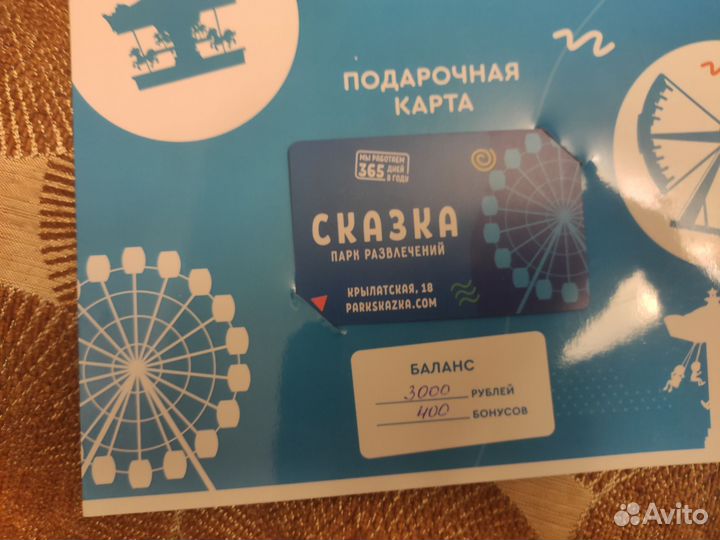 ПОДАРОЧНАЯ
КАРТА
МЫ РАБОТАЕМ
365 ДНЕЙ
В ГОДУ
СКАЗКА
ПАРК РАЗВЛЕЧЕНИЙ
КРЫЛАТСКАЯ, 18
PARKSKAZKA.COM
БАЛАНС
3000 РУБЛЕЙ
400 БОНУСОВ
Avito